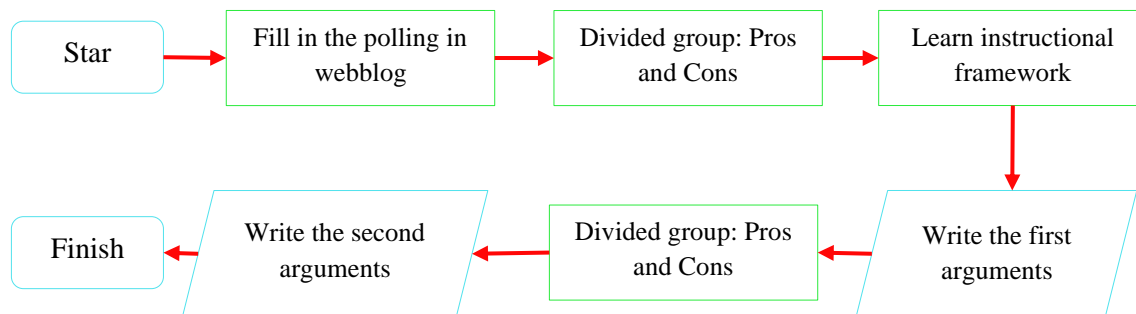 Star
Fill in the polling in
webblog
Divided group: Pros
and Cons
Learn instructional
framework
Write the first
arguments
Divided group: Pros
and Cons
Write the second
arguments
Finish